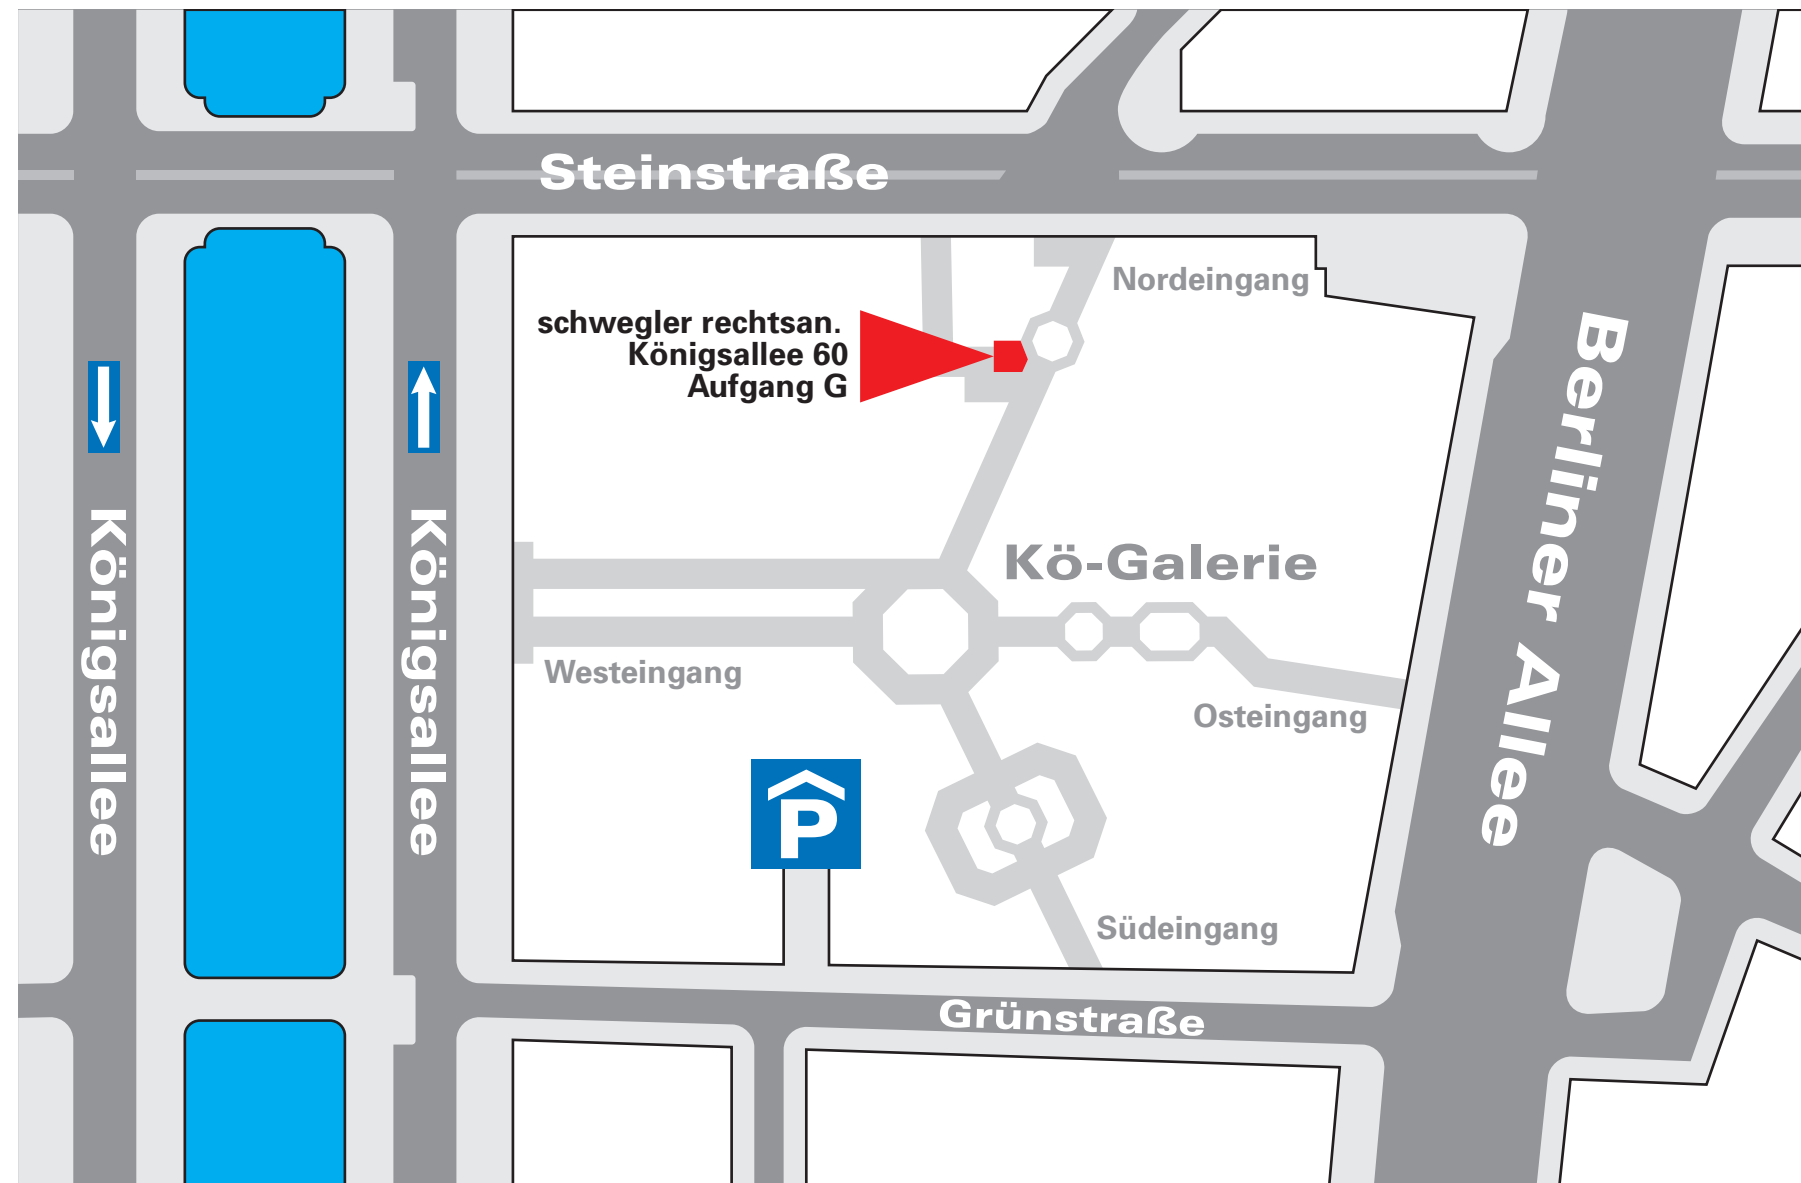 Steinstraße
Nordeingang
schwegler rechtsan.
Königsallee 60
Aufgang G
Berliner Allee
Königsallee
Königsallee
Kö-Galerie
Westeingang
Osteingang
P
Südeingang
Grünstraße